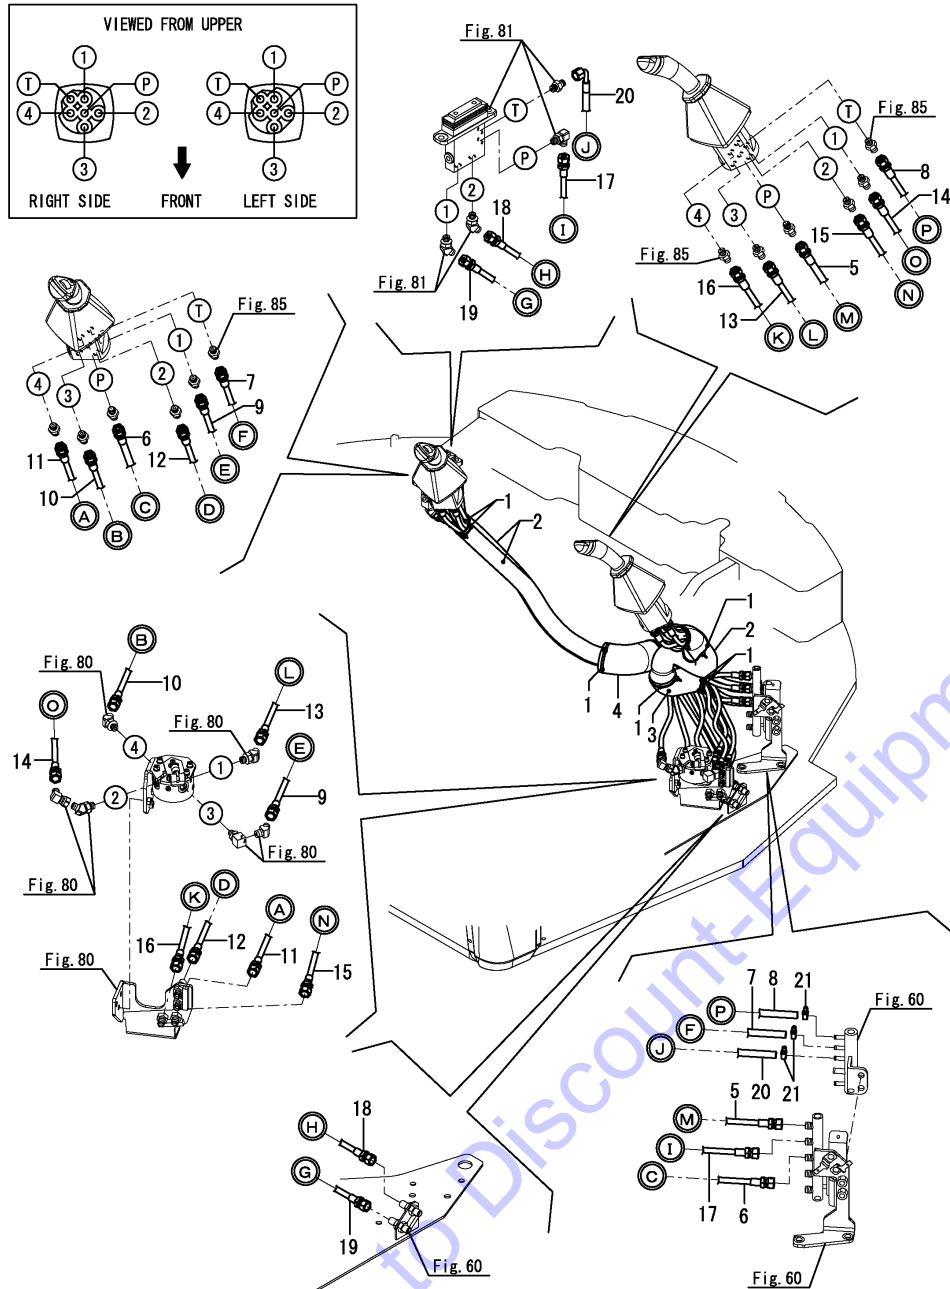 VIEWED FROM UPPER
1 1
T P T P
4 2 4 2
3 3
RIGHT SIDE FRONT LEFT SIDE
Fig. 81
T
20
J
P
17
I
2
1
18
H
Fig. 81
19
G
T
Fig. 85
1
8
2
P
14
4
3
P
15
O
Fig. 85
5
N
16
13
M
K
L
T
Fig. 85
1
7
4
3
P
2
9
F
6
11
12
E
10
A
B
C
D
1
2
1
2
1
1
4
1
3
B
Fig. 80
10
L
O
4
Fig. 80
13
E
14
1
2
3
9
Fig. 80
Fig. 80
K
D
A
N
16
12
11
15
Fig. 80
7 8 21
P
F
J
Fig. 60
20 21
5
M
I
C
17
6
Fig. 60
H
18
G
19
Fig. 60
to Discount-Equipm